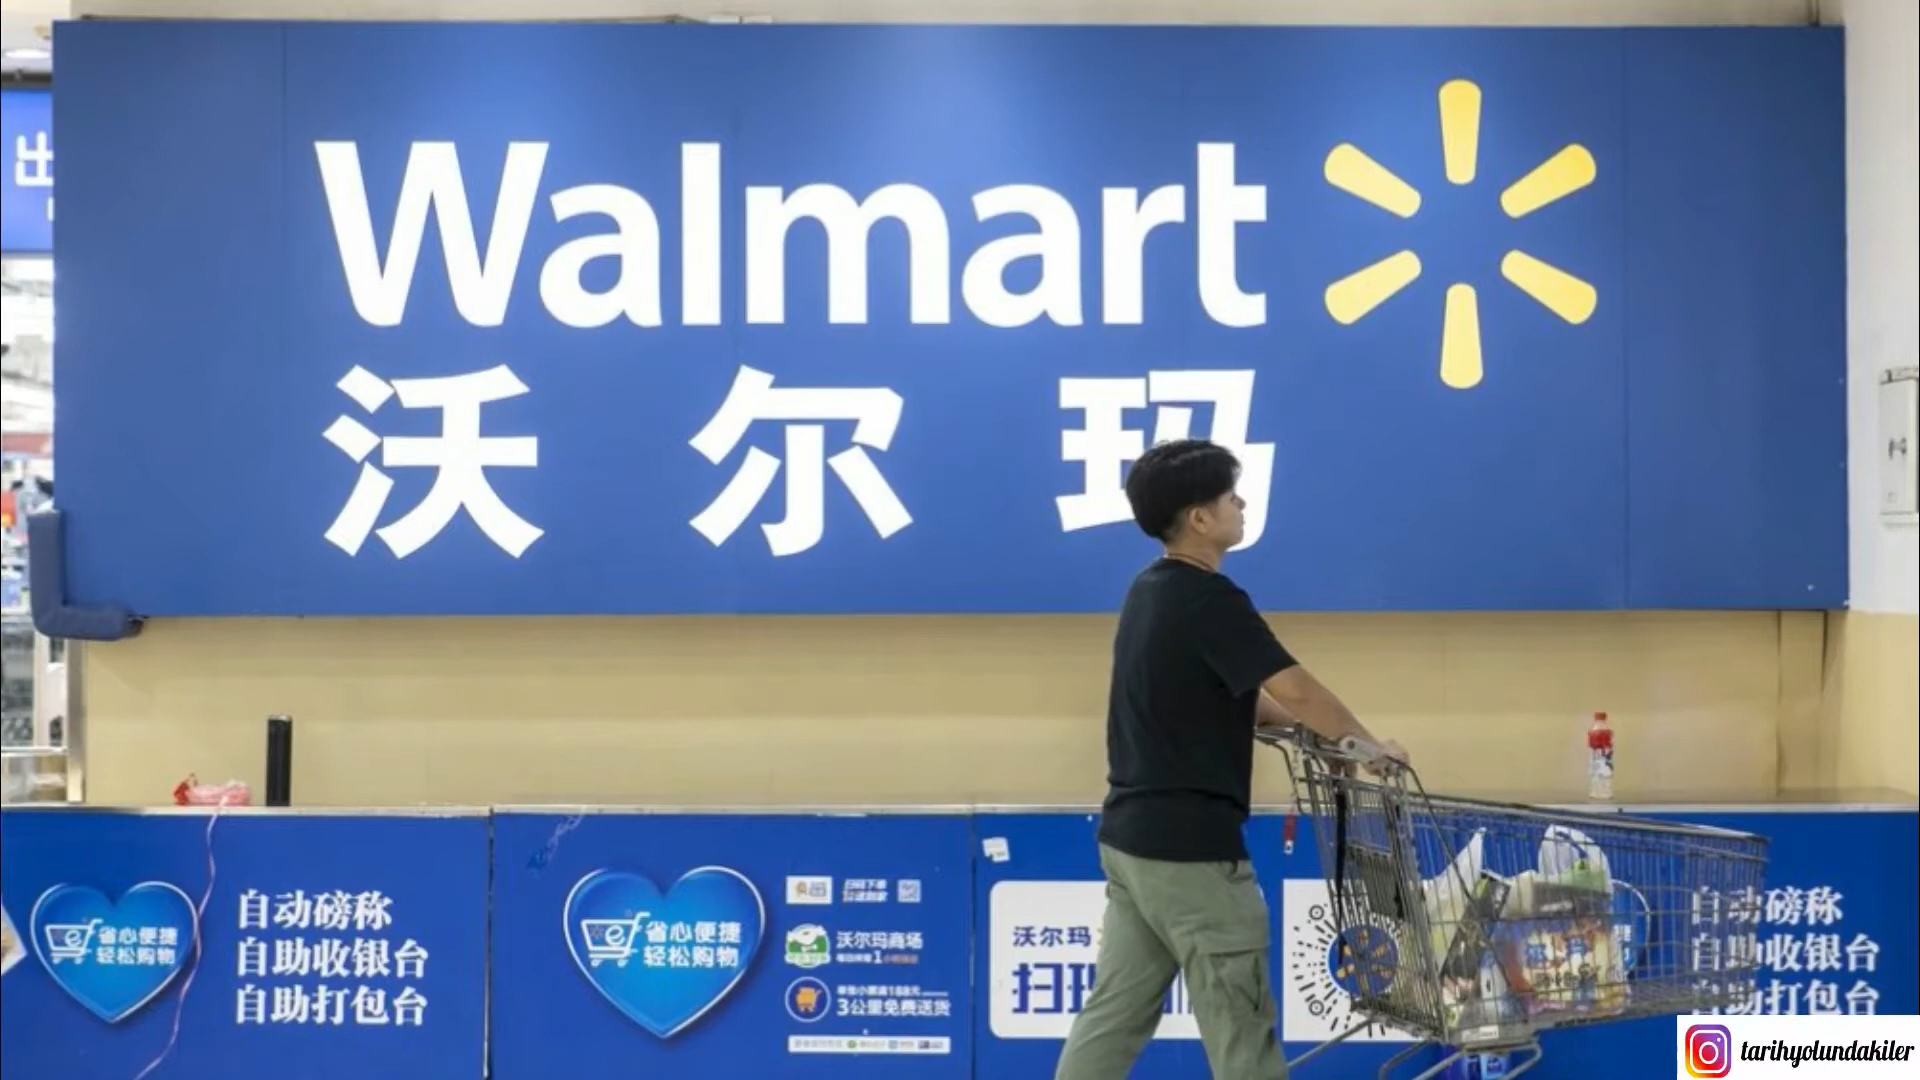 Walmart
沃尔玛
出
省心便捷
轻松购物
自动磅称
自助收银台
自助打包台
省心便捷
轻松购物
沃尔玛商场
3公里免费送货
沃尔玛
扫
自动磅称
自助收银台
自助打包台
tarihyolundakiler